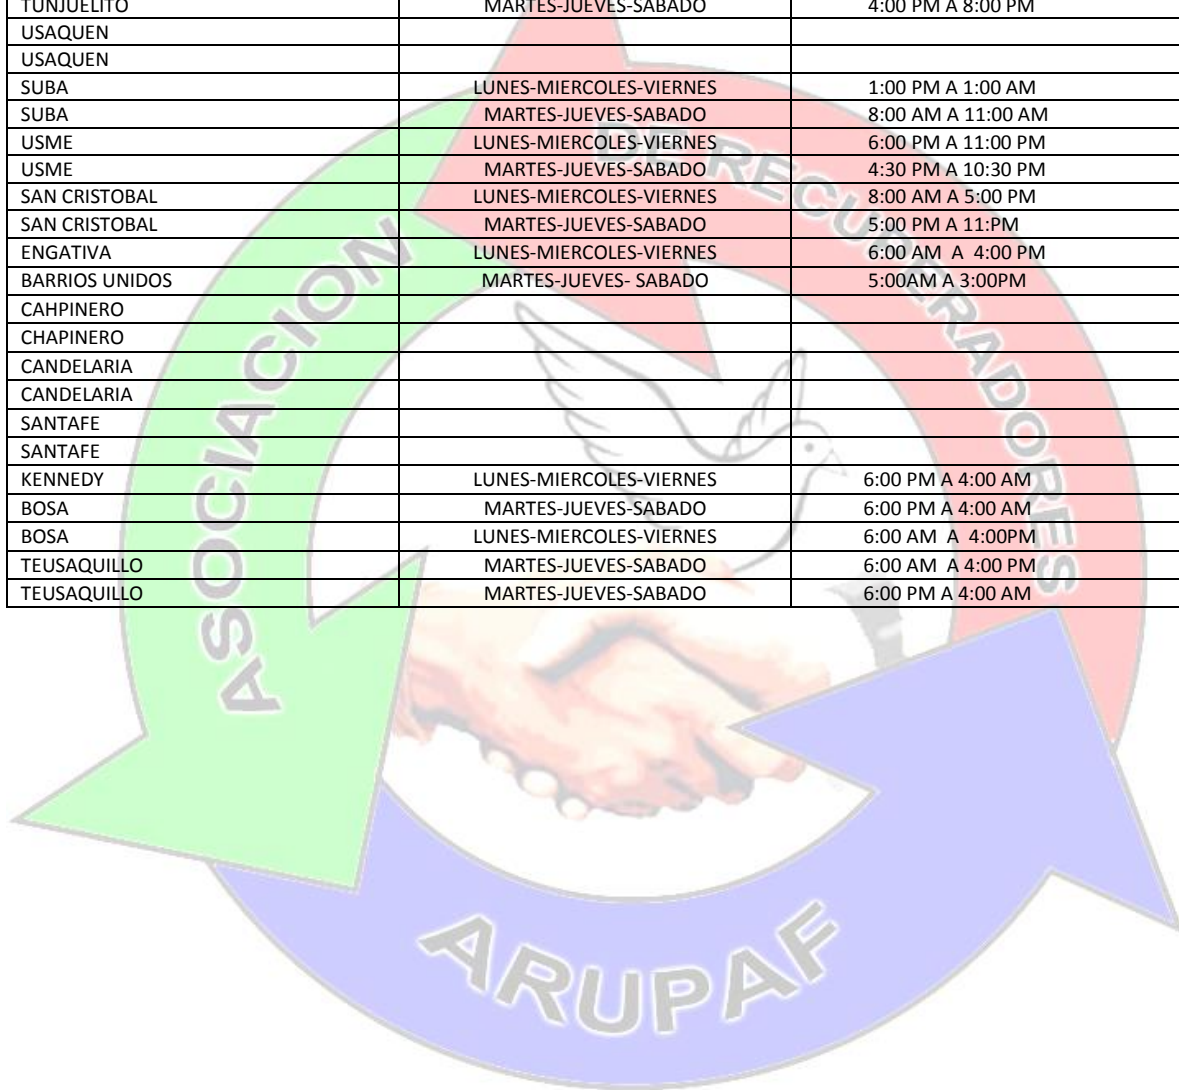 TUNJUELITO MARTES-JUEVES-SABADO 4:00 PM A 8:00 PM
USAQUEN
USAQUEN
SUBA LUNES-MIERCOLES-VIERNES 1:00 PM A 1:00 AM
SUBA MARTES-JUEVES-SABADO 8:00 AM A 11:00 AM
USME LUNES-MIERCOLES-VIERNES 6:00 PM A 11:00 PM
USME MARTES-JUEVES-SABADO 4:30 PM A 10:30 PM
SAN CRISTOBAL LUNES-MIERCOLES-VIERNES 8:00 AM A 5:00 PM
SAN CRISTOBAL MARTES-JUEVES-SABADO 5:00 PM A 11:PM
ENGATIVA LUNES-MIERCOLES-VIERNES 6:00 AM A 4:00 PM
BARRIOS UNIDOS MARTES-JUEVES- SABADO 5:00AM A 3:00PM
CAHPINERO
CHAPINERO
CANDELARIA
CANDELARIA
SANTAFE
SANTAFE
KENNEDY LUNES-MIERCOLES-VIERNES 6:00 PM A 4:00 AM
BOSA MARTES-JUEVES-SABADO 6:00 PM A 4:00 AM
BOSA LUNES-MIERCOLES-VIERNES 6:00 AM A 4:00PM
TEUSAQUILLO MARTES-JUEVES-SABADO 6:00 AM A 4:00 PM
TEUSAQUILLO MARTES-JUEVES-SABADO 6:00 PM A 4:00 AM
ASOCIACION
DE RECUPERADORES
ARUPAF